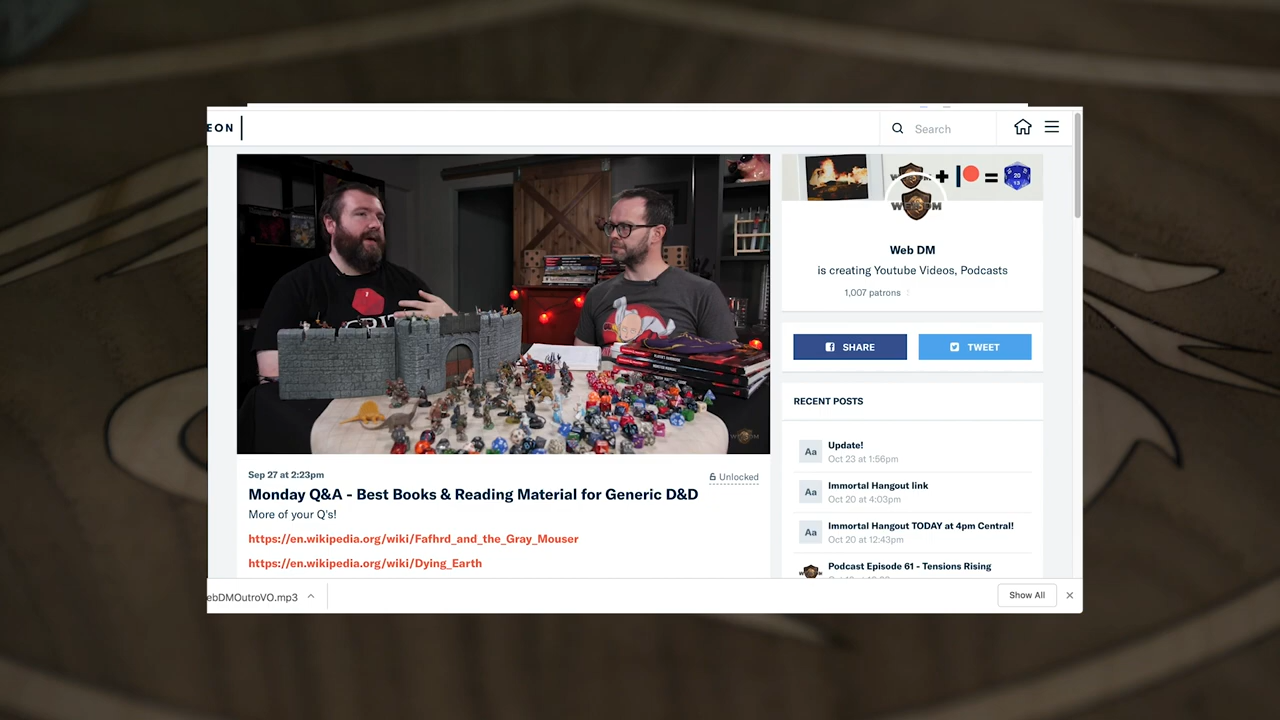 EON
Search
WEB DM
20
13
Web DM
is creating Youtube Videos, Podcasts
1,007 patrons
SHARE
TWEET
RECENT POSTS
Aa
Update!
Oct 23 at 1:56pm
Aa
Immortal Hangout link
Oct 20 at 4:03pm
Aa
Immortal Hangout TODAY at 4pm Central!
Oct 20 at 12:43pm
Podcast Episode 61 - Tensions Rising
Sep 27 at 2:23pm
Unlocked
Monday Q&A - Best Books & Reading Material for Generic D&D
More of your Q's!
https://en.wikipedia.org/wiki/Fafhrd_and_the_Gray_Mouser
https://en.wikipedia.org/wiki/Dying_Earth
ebDMOutroVO.mp3
Show All